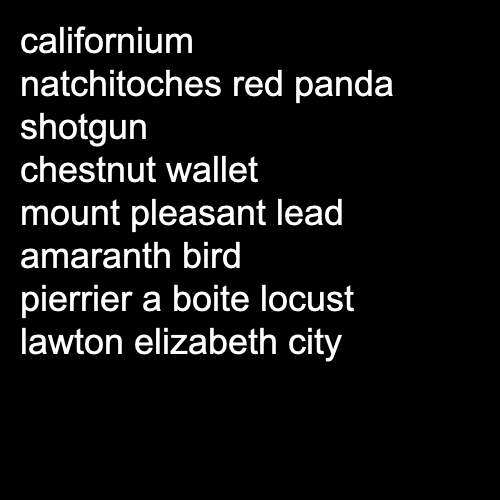 californium
natchitoches red panda
shotgun
chestnut wallet
mount pleasant lead
amaranth bird
pierrier a boite locust
lawton elizabeth city